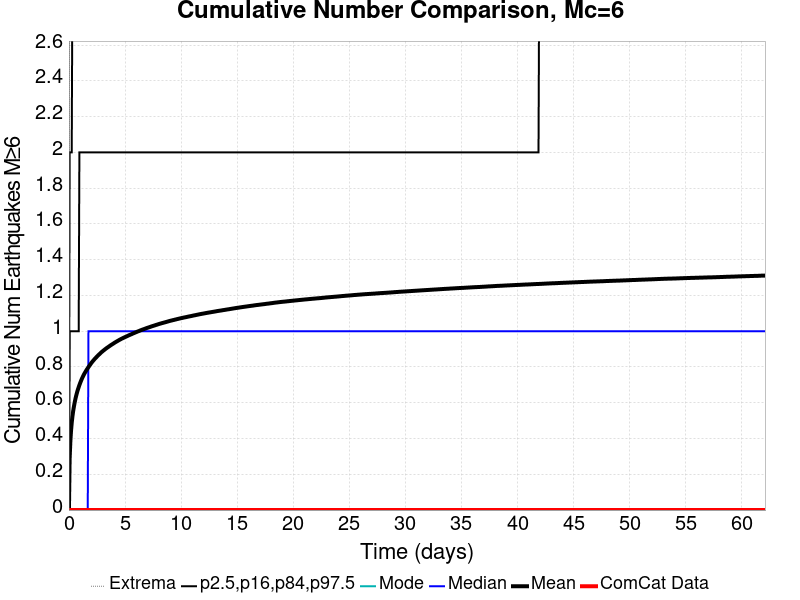 Cumulative Number Comparison, Mc=6
Cumulative Num Earthquakes M≥6
2.6
2.4
2.2
2
1.8
1.6
1.4
1.2
1
0.8
0.6
0.4
0.2
0
0 5 10 15 20 25 30 35 40 45 50 55 60
Time (days)
Extrema p2.5,p16,p84,p97.5 Mode Median Mean ComCat Data